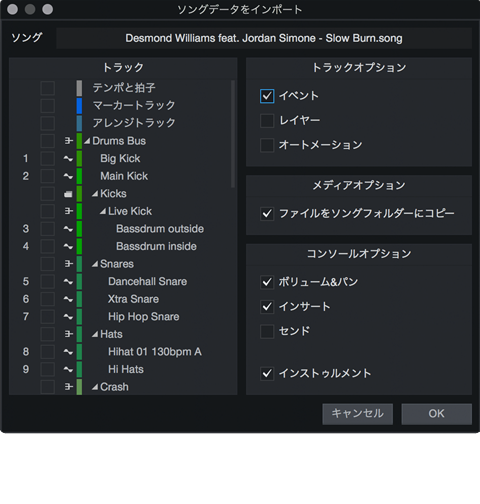 ソングデータをインポート
ソング
Desmond Williams feat. Jordan Simone - Slow Burn.song
トラック
テンポと拍子
マーカートラック
アレンジトラック
Drums Bus
1 Big Kick
2 Main Kick
Kicks
Live Kick
3 Bassdrum outside
4 Bassdrum inside
Snares
5 Dancehall Snare
6 Xtra Snare
7 Hip Hop Snare
Hats
8 Hihat 01 130bpm A
9 Hi Hats
Crash
トラックオプション
イベント
レイヤー
オートメーション
メディアオプション
ファイルをソングフォルダーにコピー
コンソールオプション
ボリューム&パン
インサート
センド
インストゥルメント
キャンセル
OK